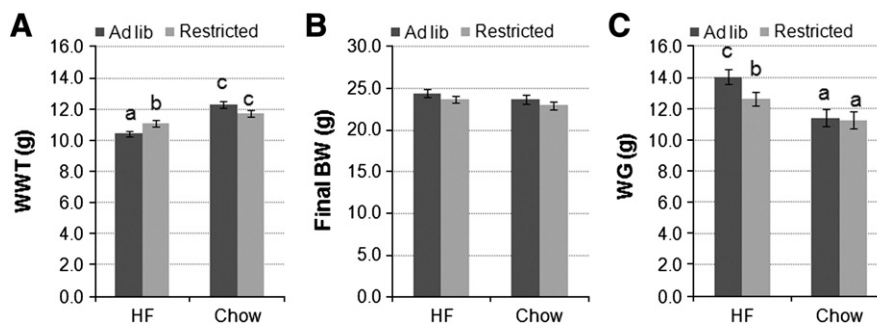 A
Ad lib Restricted
WWT (g)
16.0
14.0
12.0
10.0
8.0
6.0
4.0
2.0
0.0
a
b
c
c
HF
Chow
B
Ad lib Restricted
Final BW (g)
30.0
25.0
20.0
15.0
10.0
5.0
0.0
HF
Chow
C
Ad lib Restricted
WG (g)
16.0
14.0
12.0
10.0
8.0
6.0
4.0
2.0
0.0
c
b
a
a
HF
Chow